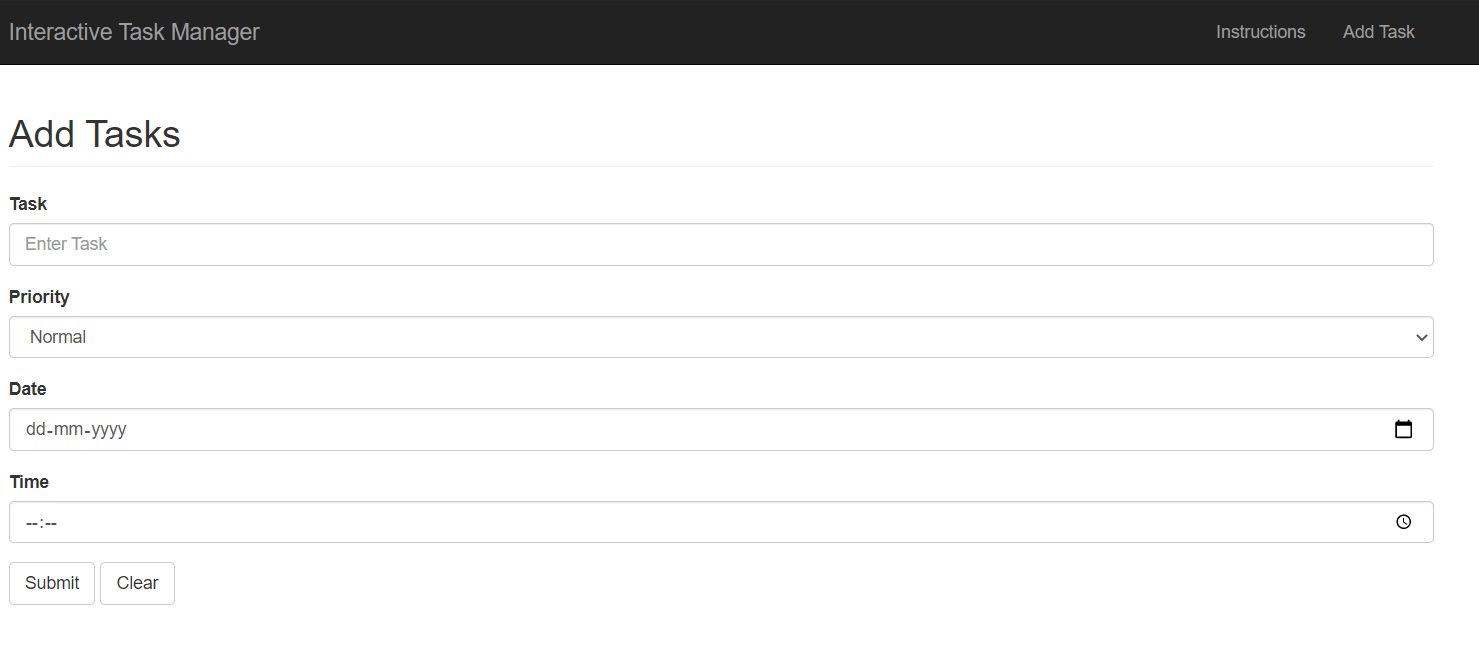 Interactive Task Manager Instructions Add Task
Add Tasks
Task
Enter Task
Priority
Normal
Date
dd-mm-yyyy
Time
--:--
Submit Clear